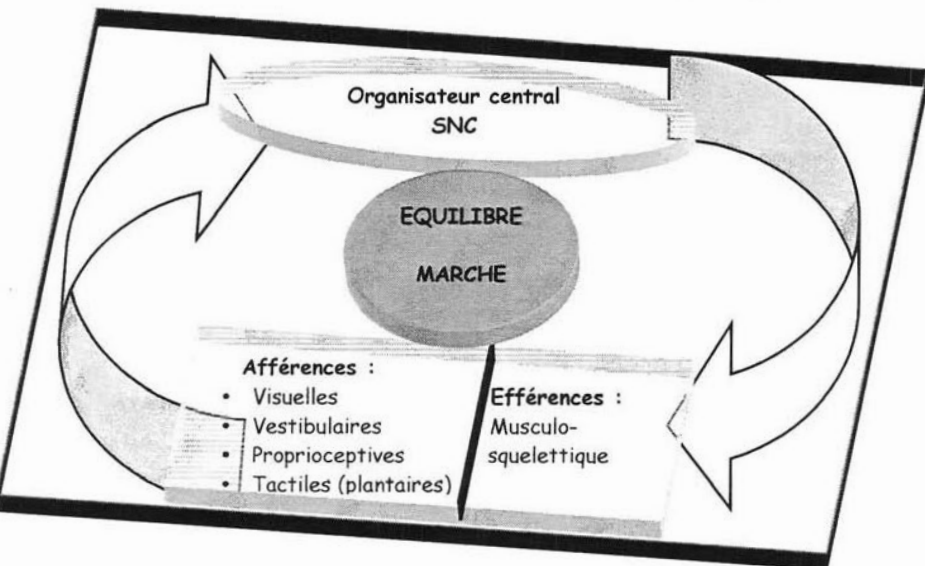 Organisateur central
SNC
EQUILIBRE
MARCHE
Afférences :
• Visuelles
• Vestibulaires
• Proprioceptives
• Tactiles (plantaires)
Efférences :
Musculo-
squelettique